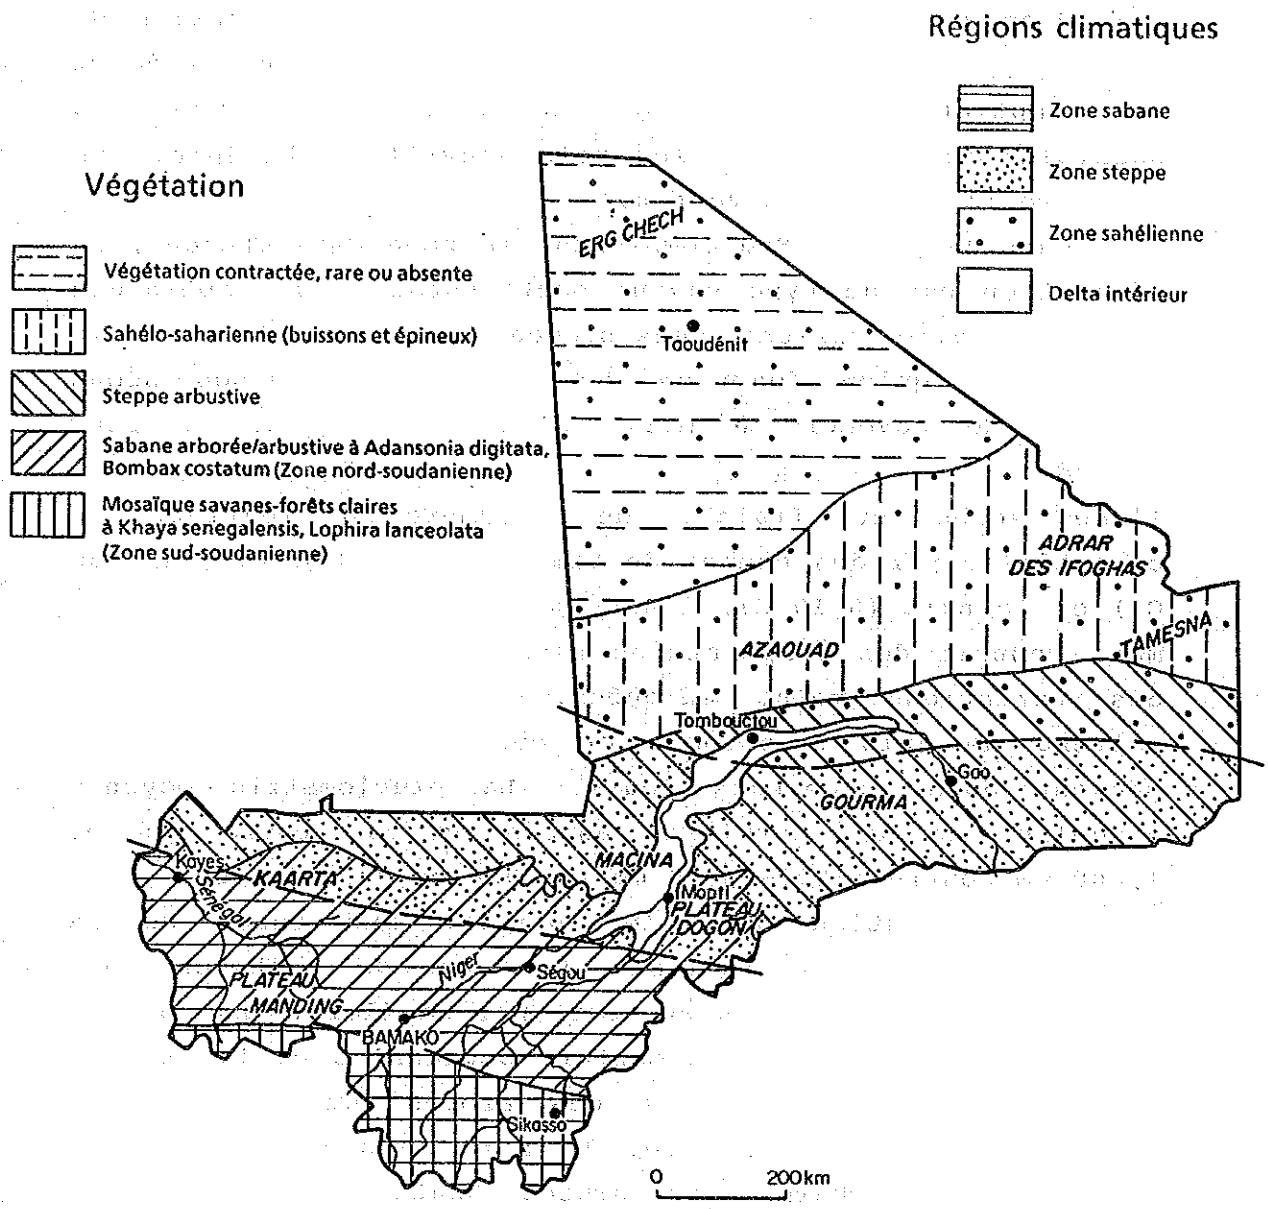 Régions climatiques
Zone sabane
Zone steppe
Zone sahélienne
Delta intérieur
Végétation
Végétation contractée, rare ou absente
Sahélo-saharienne (buissons et épineux)
Steppe arbustive
Sabane arborée/arbustive à Adansonia digitata,
Bombax costatum (Zone nord-soudanienne)
Mosaïque savanes-forêts claires
à Khaya senegalensis, Lophira lanceolata
(Zone sud-soudanienne)
ERG CHECH
Taoudénit
ADRAR
DES IFOGHAS
TAMESNA
AZAOUAD
Tombouctou
Gao
GOURMA
MACINA
Kayes
KAARTA
Sénégal
Mopti
PLATEAU
DOGON
Niger
Ségou
PLATEAU
MANDING
BAMAKO
Sikasso
0 200km